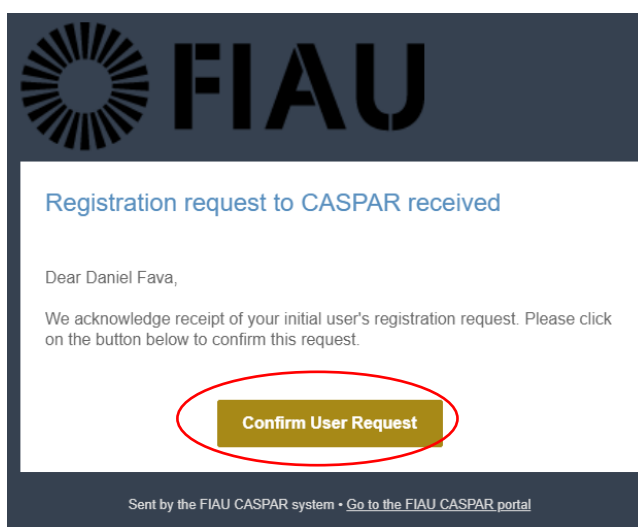 FIAU
Registration request to CASPAR received
Dear Daniel Fava,
We acknowledge receipt of your initial user's registration request. Please click
on the button below to confirm this request.
Confirm User Request
Sent by the FIAU CASPAR system • Go to the FIAU CASPAR portal